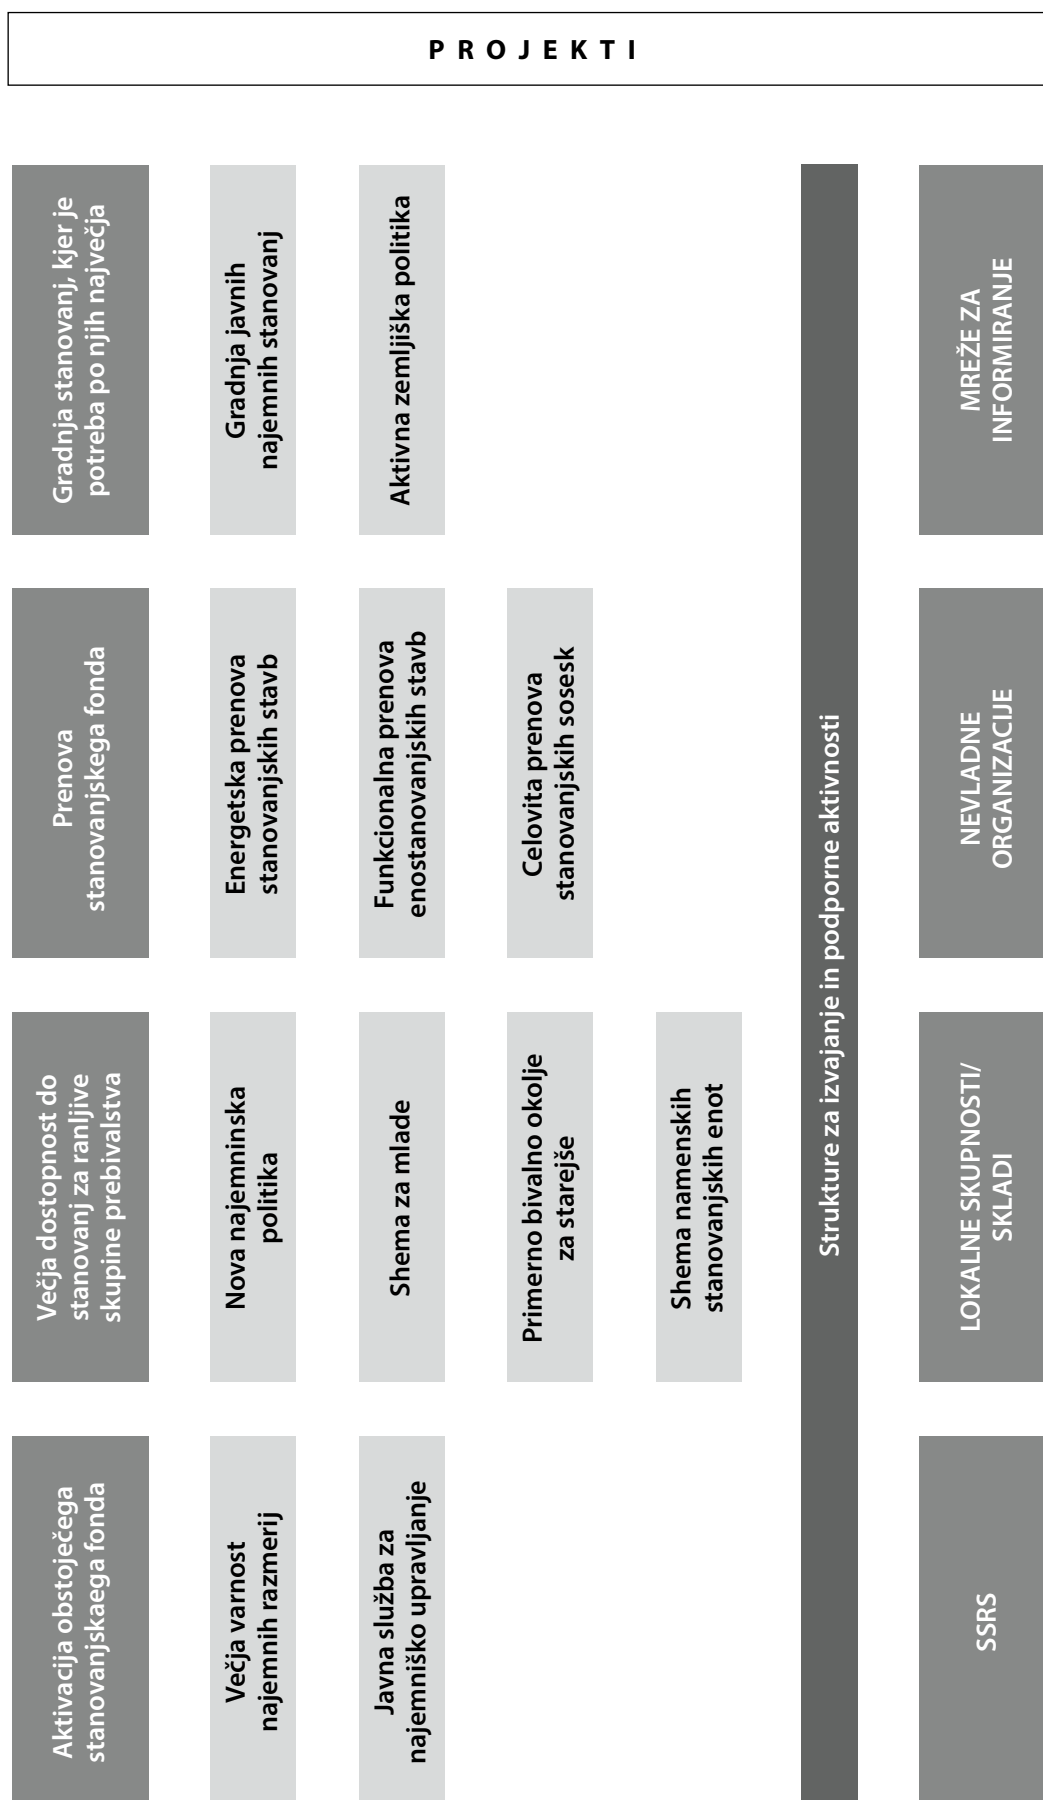 PROJEKTI
Aktivacija obstoječega
stanovanjskaega fonda
Večja dostopnost do
stanovanj za ranljive
skupine prebivalstva
Prenova
stanovanjskega fonda
Gradnja stanovanj, kjer je
potreba po njih največja
Večja varnost
najemnih razmerij
Nova najemninska
politika
Energetska prenova
stanovanjskih stavb
Gradnja javnih
najemnih stanovanj
Javna služba za
najemniško upravljanje
Shema za mlade
Funkcionalna prenova
enostanovanjskih stavb
Aktivna zemljiška politika
Primerno bivalno okolje
za starejše
Celovita prenova
stanovanjskih sosesk
Shema namenskih
stanovanjskih enot
Strukture za izvajanje in podporne aktivnosti
SSRS
LOKALNE SKUPNOSTI/
SKLADI
NEVLADNE
ORGANIZACIJE
MREŽE ZA
INFORMIRANJE